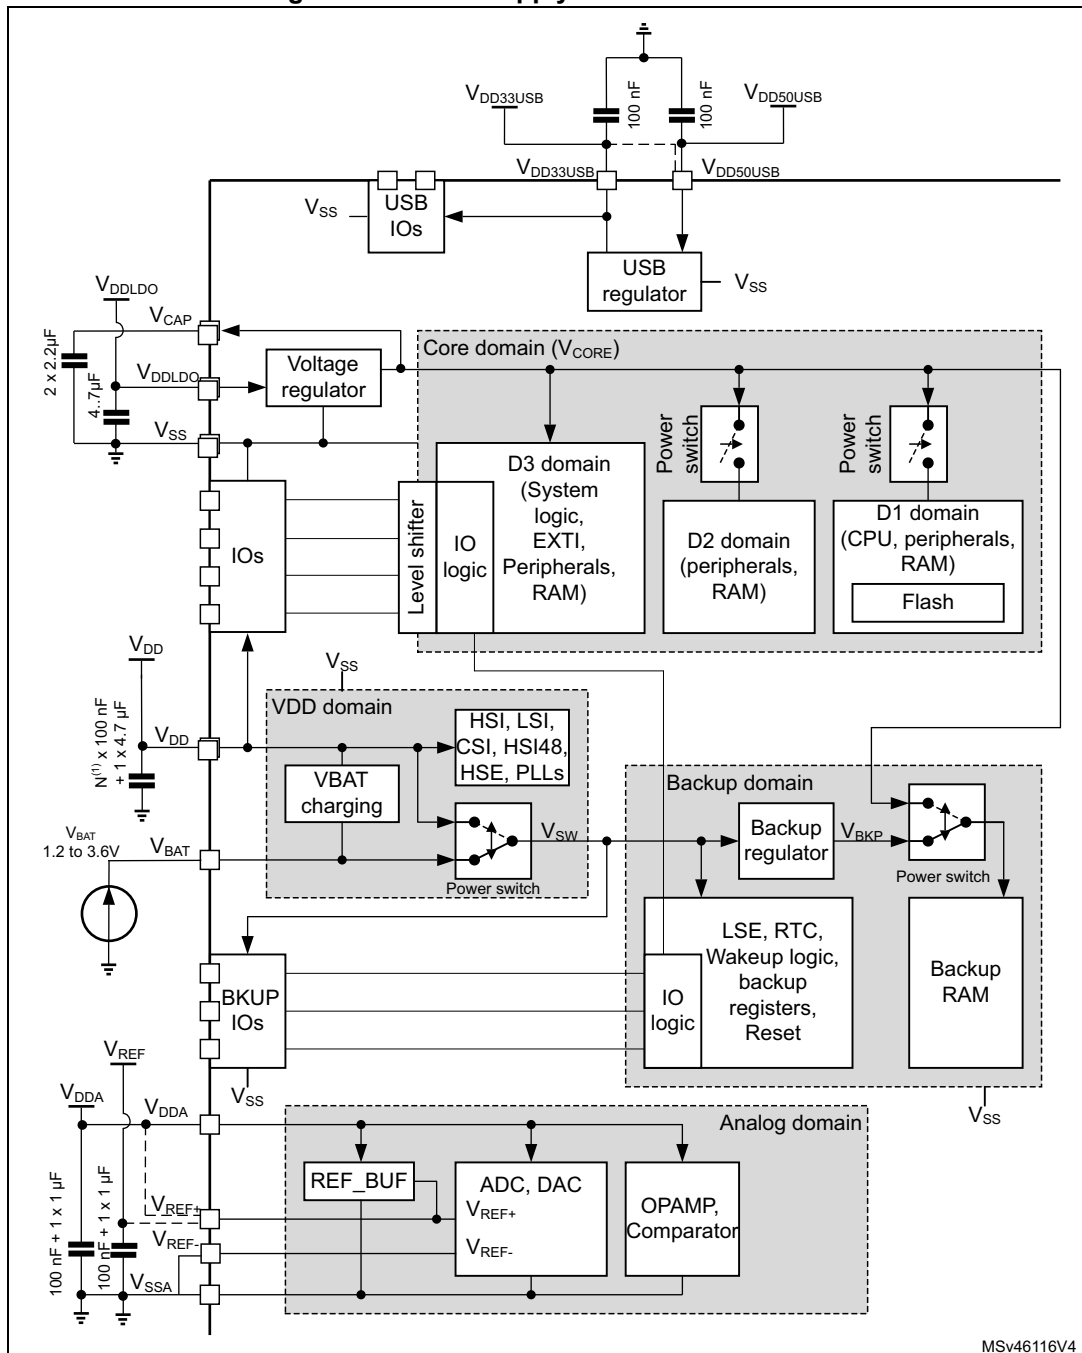 VDD33USB
100 nF
100 nF
VDD50USB
VDD33USB
VDD50USB
VSS
USB
IOs
USB
regulator
VSS
VDDLDO
VCAP
2 x 2.2µF
VDDLDO
4..7µF
VSS
Voltage
regulator
Core domain (VCORE)
Power
switch
Power
switch
D3 domain
(System
logic,
EXTI,
Peripherals,
RAM)
IO
logic
Level shifter
IOs
D2 domain
(peripherals,
RAM)
D1 domain
(CPU, peripherals,
RAM)
Flash
VDD
N(1) x 100 nF
+ 1 x 4.7 µF
VDD
VSS
VDD domain
HSI, LSI,
CSI, HSI48,
HSE, PLLs
VBAT
charging
Power switch
VSW
VBAT
1.2 to 3.6V
VBAT
Backup domain
Backup
regulator
VBKP
Power switch
LSE, RTC,
Wakeup logic,
backup
registers,
Reset
IO
logic
Backup
RAM
BKUP
IOs
VSS
VSS
VREF
VDDA
VDDA
100 nF + 1 x 1 µF
100 nF + 1 x 1 µF
VREF+
VREF-
VSSA
Analog domain
REF_BUF
ADC, DAC
VREF+
VREF-
OPAMP,
Comparator
MSv46116V4